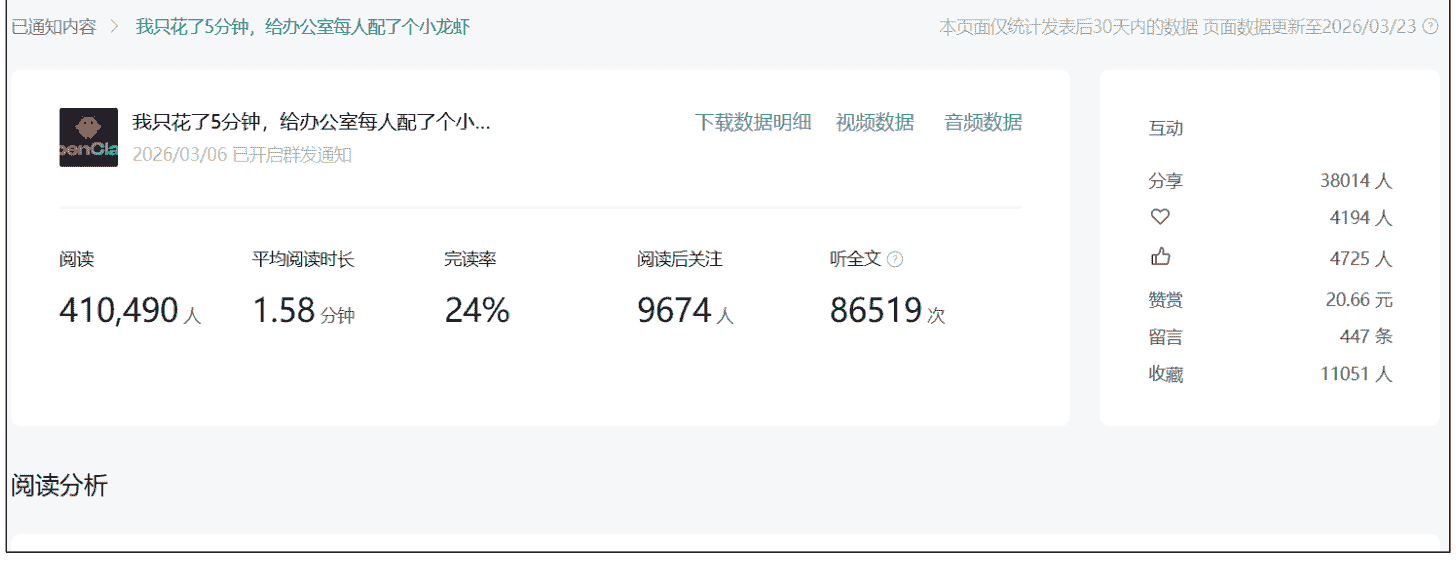 已通知内容 > 我只花了5分钟，给办公室每人配了个小龙虾
本页面仅统计发表后30天内的数据 页面数据更新至2026/03/23
penCla
我只花了5分钟，给办公室每人配了个小...
2026/03/06 已开启群发通知
下载数据明细 视频数据 音频数据
阅读 平均阅读时长 完读率 阅读后关注 听全文
410,490 人 1.58 分钟 24% 9674 人 86519 次
互动
分享 38014 人
4194 人
4725 人
赞赏 20.66 元
留言 447 条
收藏 11051 人
阅读分析